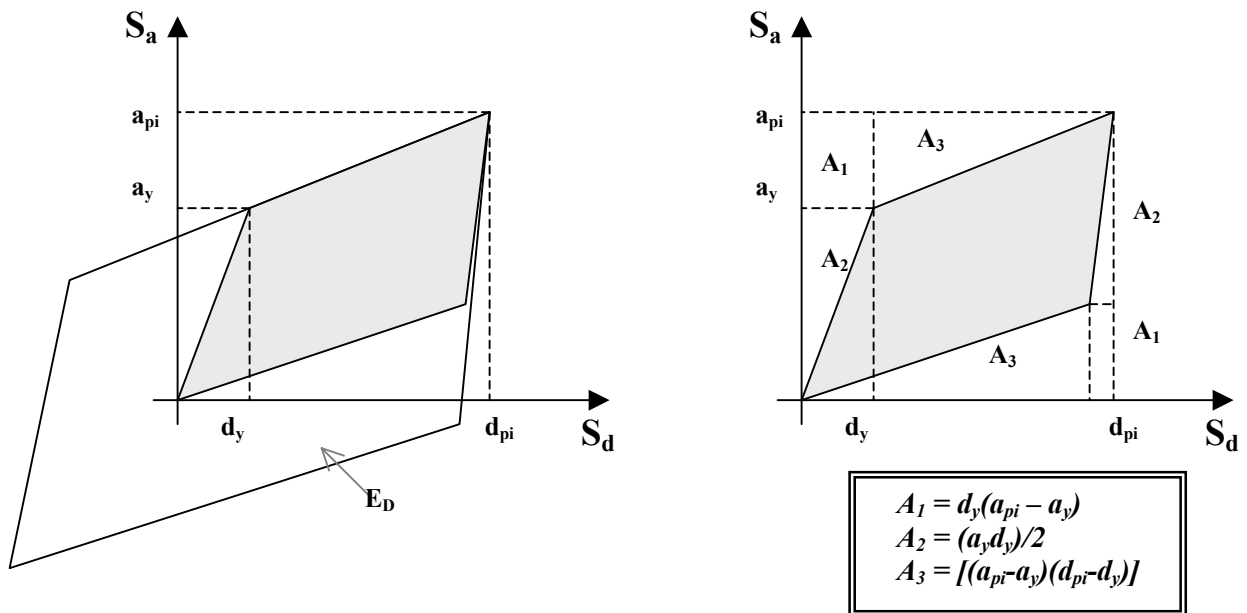 Sa
api
ay
dy
dpi
Sd
ED
Sa
api
ay
A1
A3
A2
A2
A1
A3
dy
dpi
Sd
A1 = dy(api – ay)
A2 = (aydy)/2
A3 = [(api-ay)(dpi-dy)]